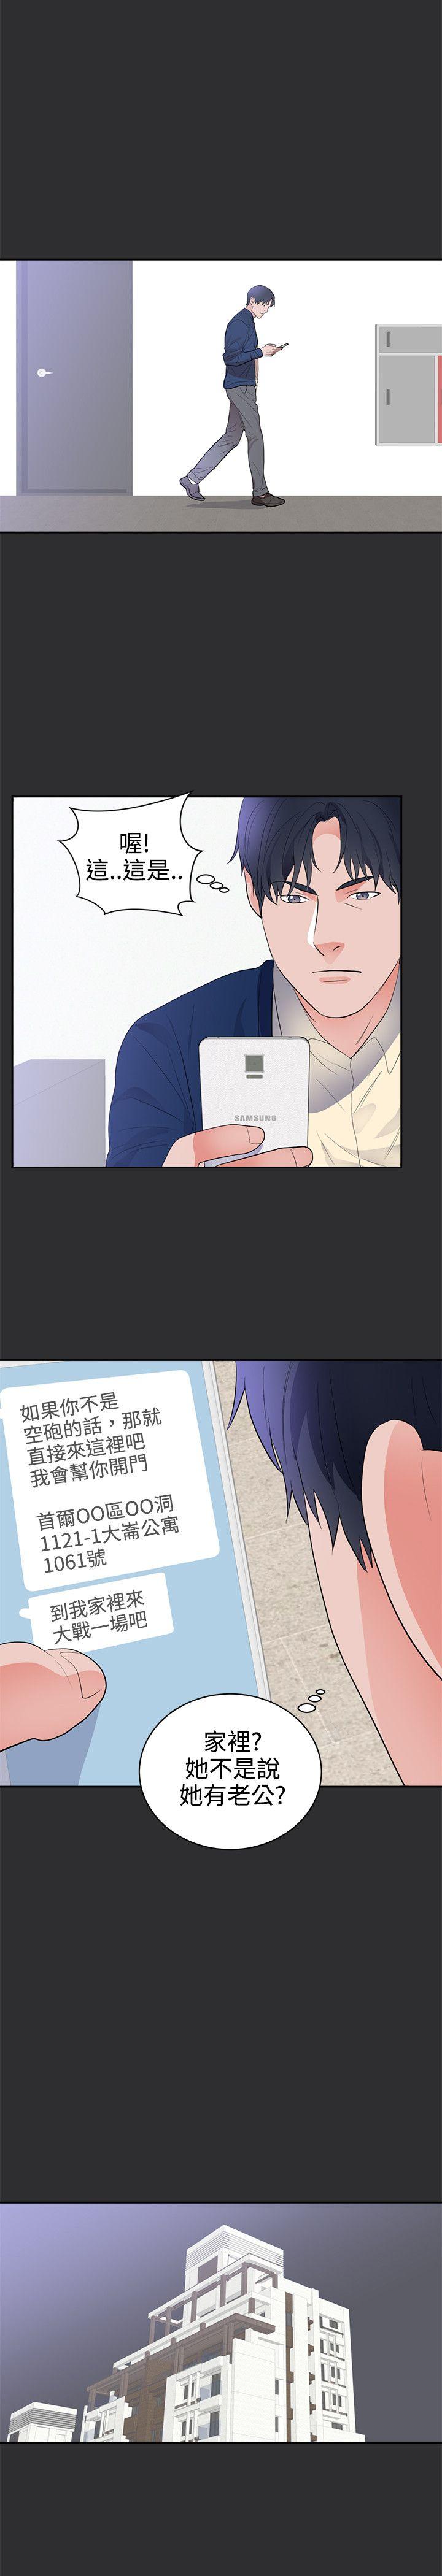 喔!
這..這是..
SAMSUNG
如果你不是
空砲的話，那就
直接來這裡吧
我會幫你開門
首爾OO區OO洞
1121-1大崙公寓
1061號
到我家裡來
大戰一場吧
家裡?
她不是說
她有老公?